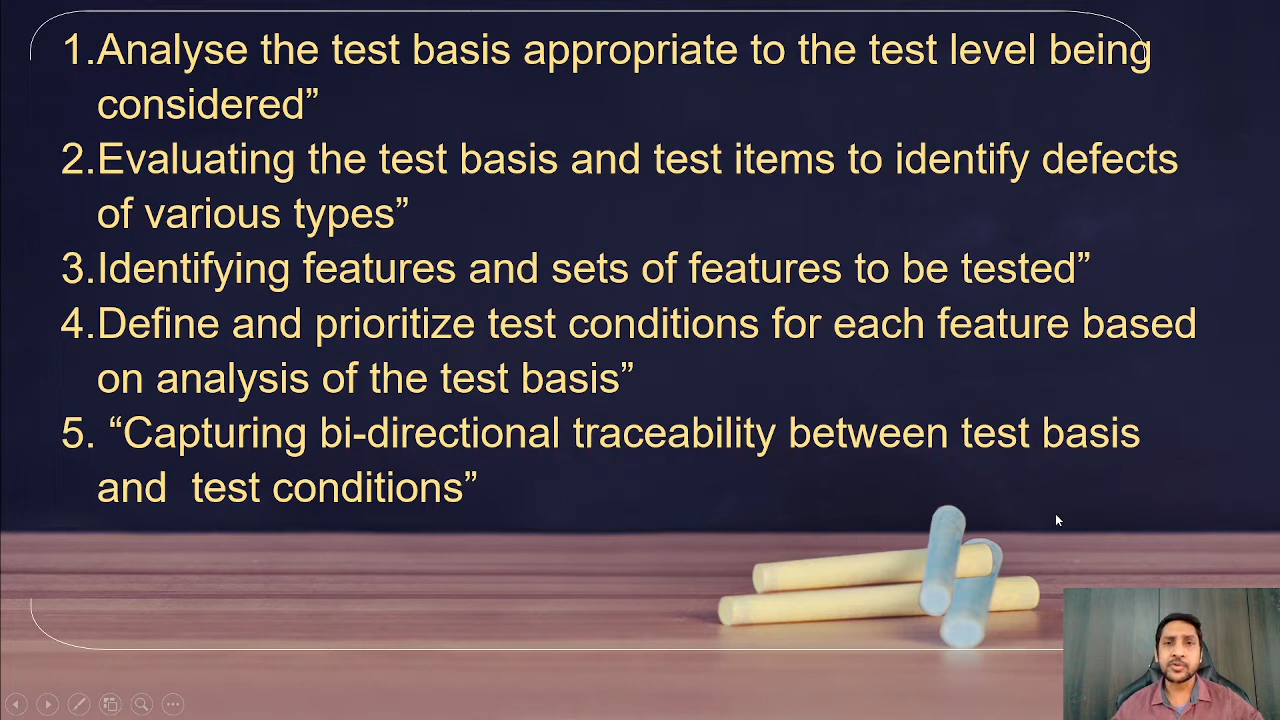 1.Analyse the test basis appropriate to the test level being
considered”
2.Evaluating the test basis and test items to identify defects
of various types”
3.Identifying features and sets of features to be tested”
4.Define and prioritize test conditions for each feature based
on analysis of the test basis”
5. “Capturing bi-directional traceability between test basis
and  test conditions”